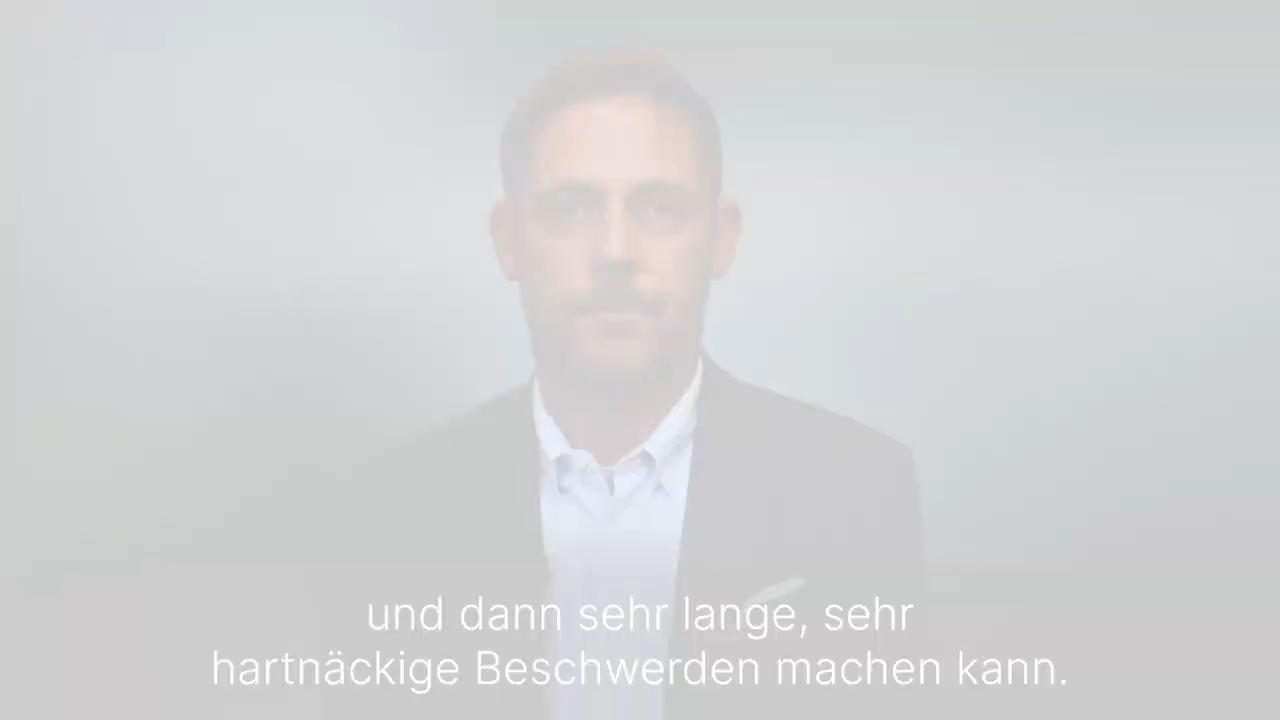 und dann sehr lange, sehr
hartnäckige Beschwerden machen kann.